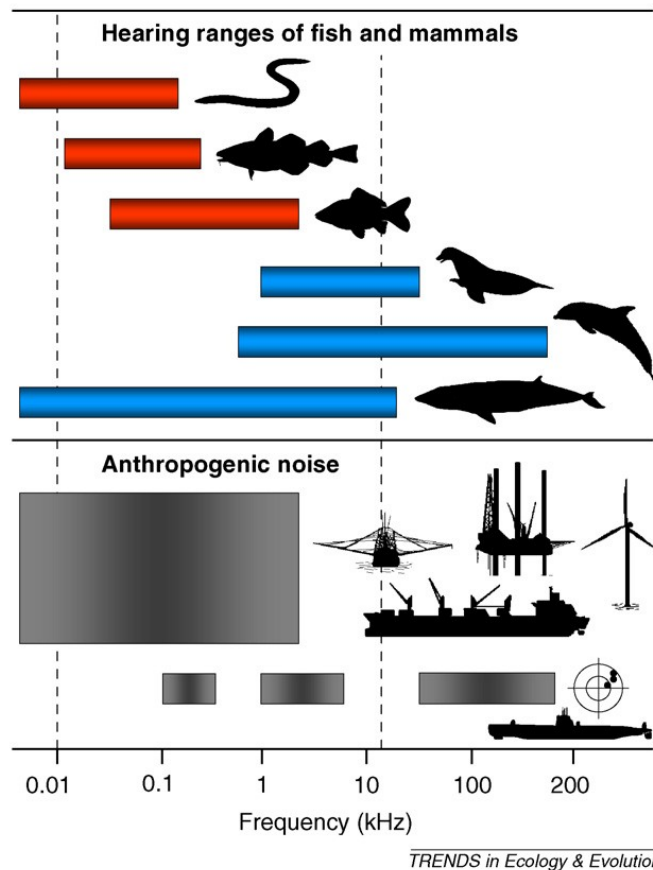 Hearing ranges of fish and mammals
Anthropogenic noise
0.01 0.1 1 10 100 200
Frequency (kHz)
TRENDS in Ecology & Evolution